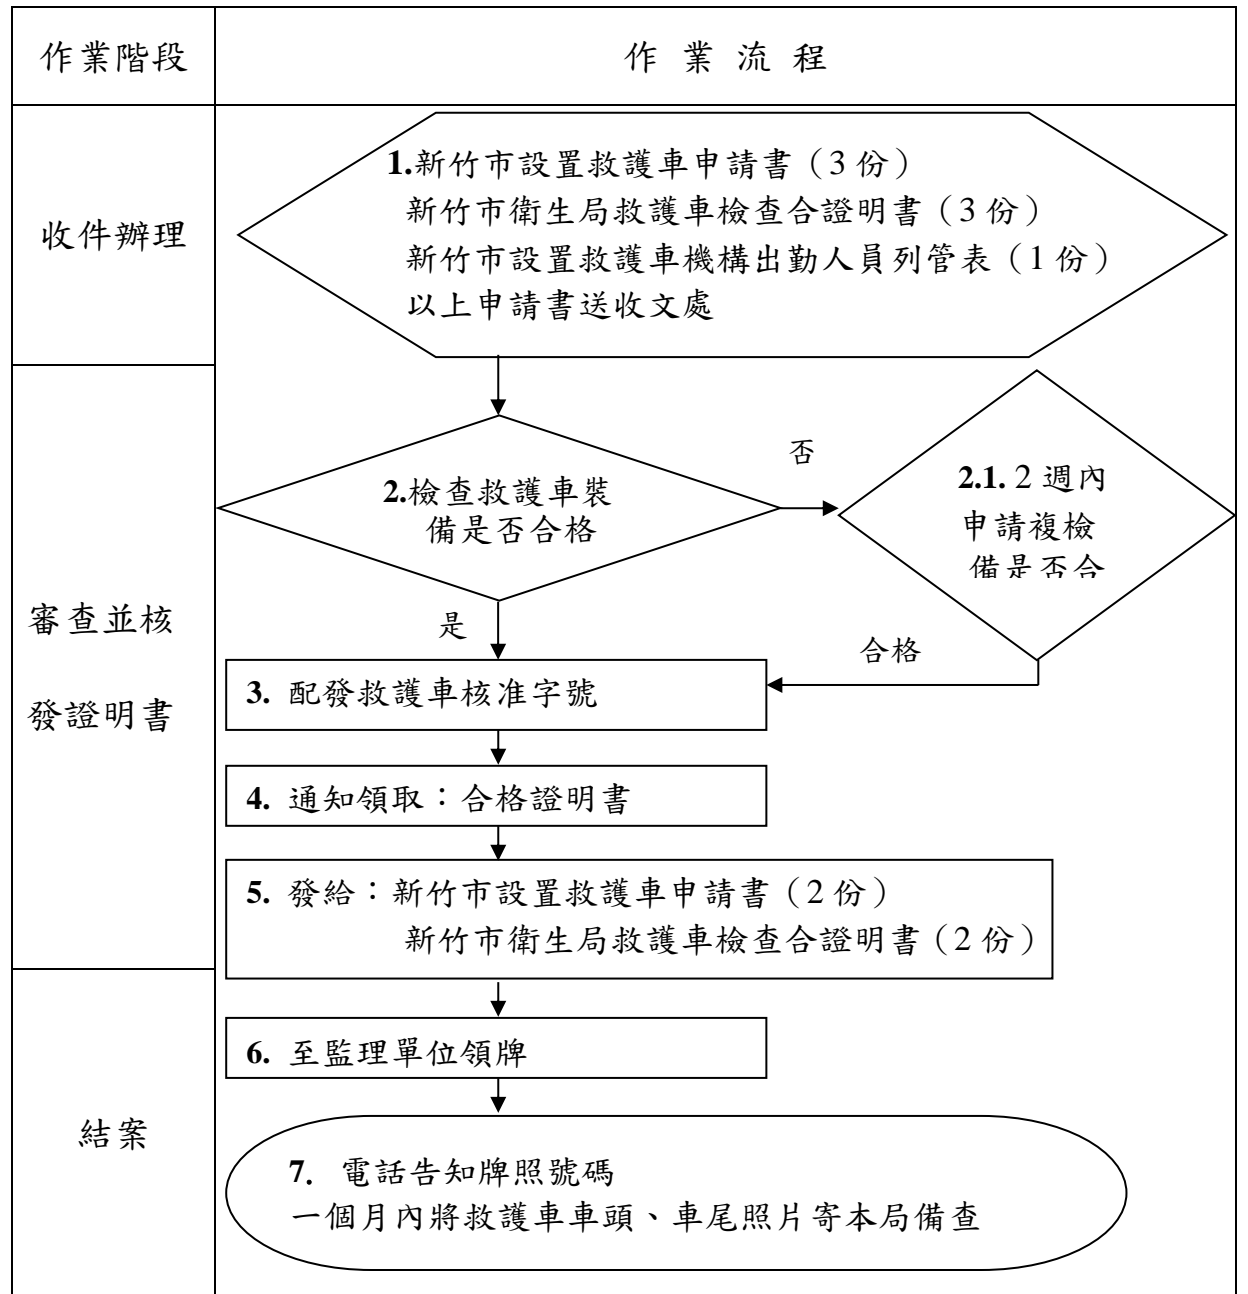 作業階段
作 業 流 程
收件辦理
1.新竹市設置救護車申請書（3 份）
新竹市衛生局救護車檢查合證明書（3 份）
新竹市設置救護車機構出勤人員列管表（1 份）
以上申請書送收文處
審查並核
發證明書
2.檢查救護車裝
備是否合格
否
2.1. 2 週內
申請複檢
備是否合
是
合格
3. 配發救護車核准字號
4. 通知領取：合格證明書
5. 發給：新竹市設置救護車申請書（2 份）
新竹市衛生局救護車檢查合證明書（2 份）
結案
6. 至監理單位領牌
7. 電話告知牌照號碼
一個月內將救護車車頭、車尾照片寄本局備查